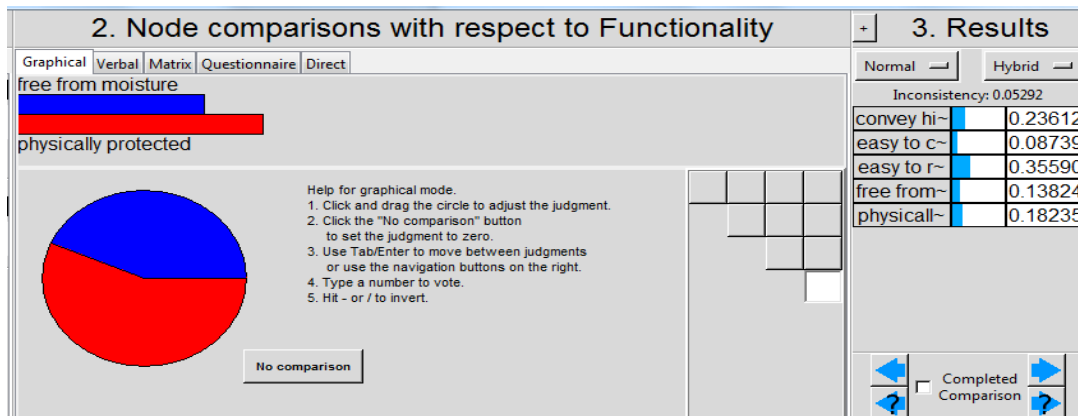 2. Node comparisons with respect to Functionality
Graphical Verbal Matrix Questionnaire Direct
free from moisture
physically protected
Help for graphical mode.
1. Click and drag the circle to adjust the judgment.
2. Click the "No comparison" button
to set the judgment to zero.
3. Use Tab/Enter to move between judgments
or use the navigation buttons on the right.
4. Type a number to vote.
5. Hit - or / to invert.
No comparison
+ 3. Results
Normal Hybrid
Inconsistency: 0.05292
convey hi~ 0.23612
easy to c~ 0.08739
easy to r~ 0.35590
free from~ 0.13824
physicall~ 0.18235
Completed
Comparison
? ?